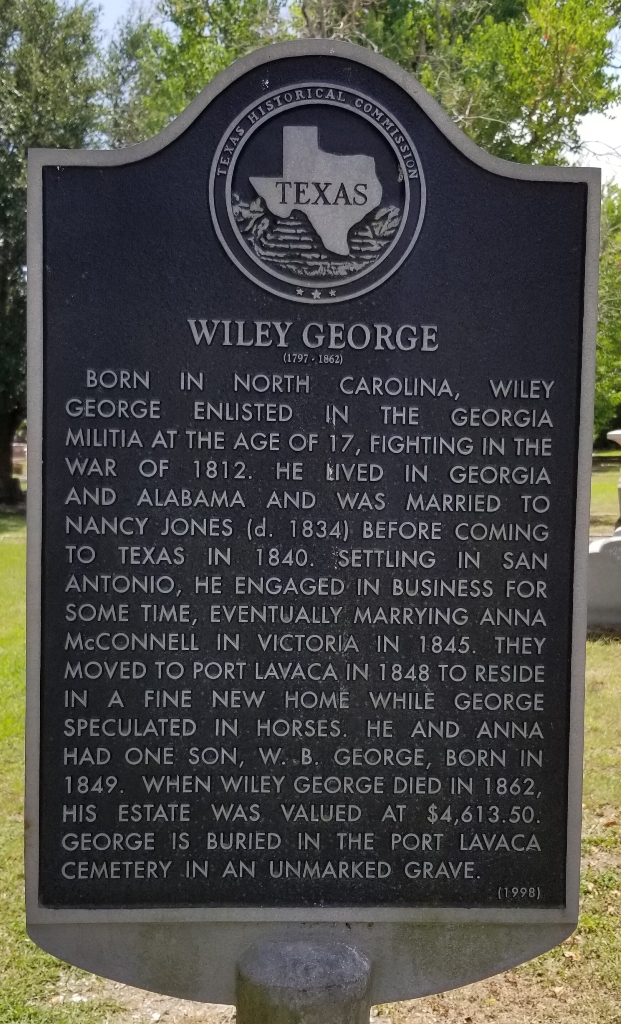 TEXAS HISTORICAL COMMISSION
TEXAS
WILEY GEORGE
(1797 - 1862)
BORN IN NORTH CAROLINA, WILEY
GEORGE ENLISTED IN THE GEORGIA
MILITIA AT THE AGE OF 17, FIGHTING IN THE
WAR OF 1812. HE LIVED IN GEORGIA
AND ALABAMA AND WAS MARRIED TO
NANCY JONES (d. 1834) BEFORE COMING
TO TEXAS IN 1840. SETTLING IN SAN
ANTONIO, HE ENGAGED IN BUSINESS FOR
SOME TIME, EVENTUALLY MARRYING ANNA
McCONNELL IN VICTORIA IN 1845. THEY
MOVED TO PORT LAVACA IN 1848 TO RESIDE
IN A FINE NEW HOME WHILE GEORGE
SPECULATED IN HORSES. HE AND ANNA
HAD ONE SON, W. B. GEORGE, BORN IN
1849. WHEN WILEY GEORGE DIED IN 1862,
HIS ESTATE WAS VALUED AT $4,613.50.
GEORGE IS BURIED IN THE PORT LAVACA
CEMETERY IN AN UNMARKED GRAVE.
(1998)